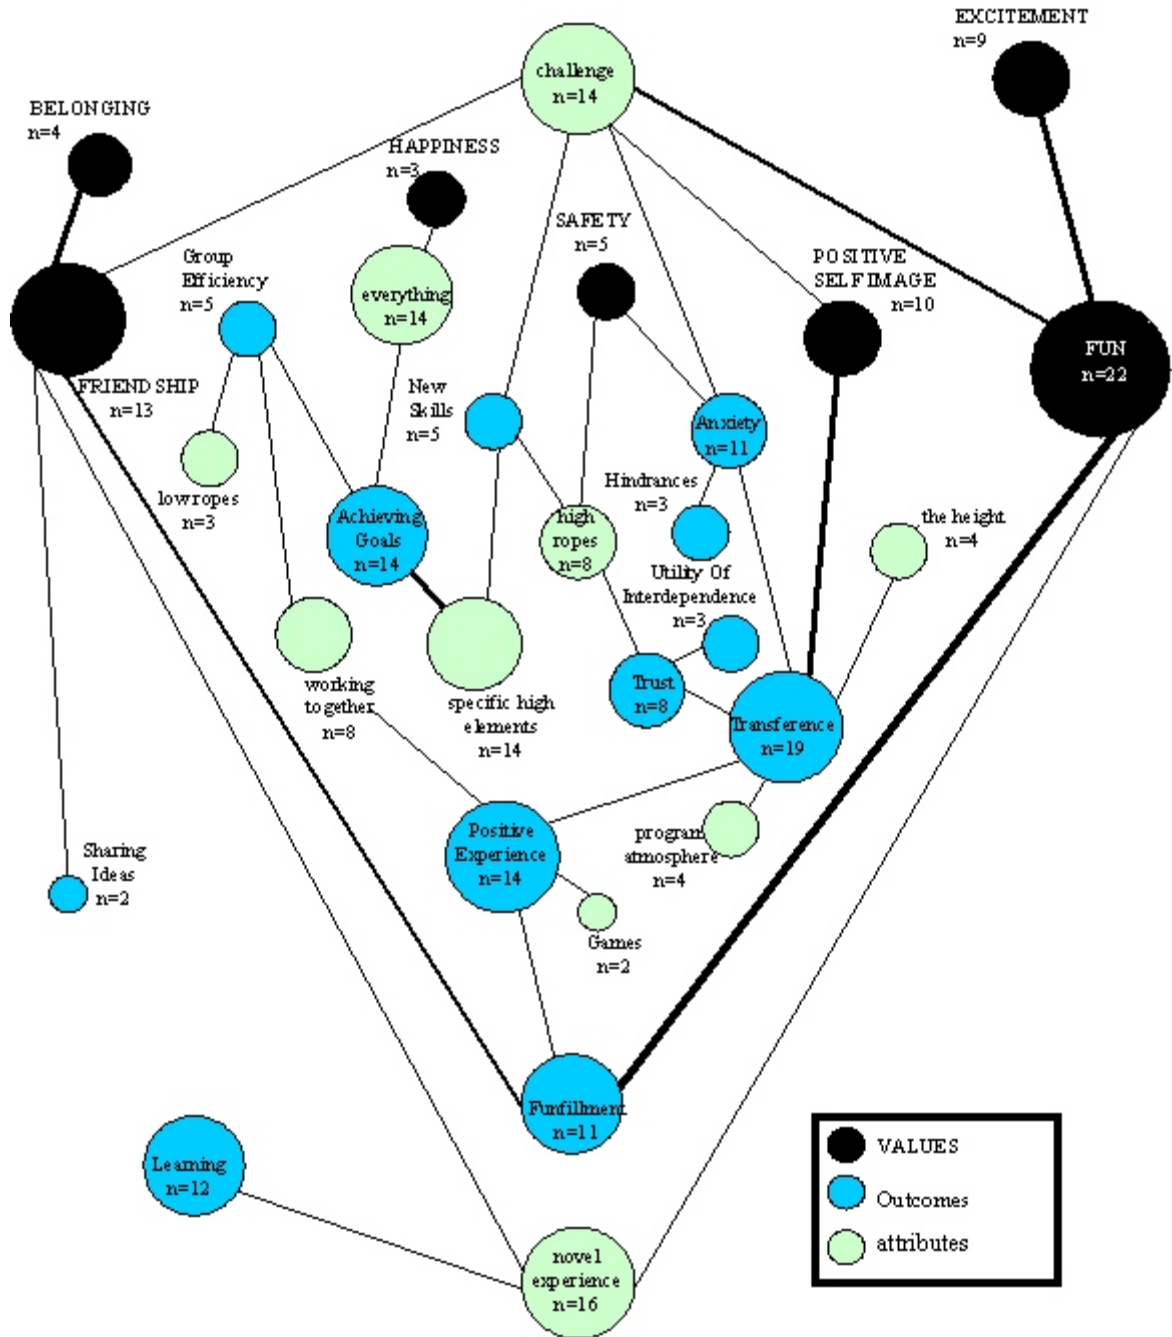 EXCITEMENT
n=9
challenge
n=14
BELONGING
n=4
HAPPINESS
n=3
SAFETY
n=5
POSITIVE
SELF IMAGE
n=10
Group
Efficiency
n=5
everything
n=14
FUN
n=22
FRIENDSHIP
n=13
New
Skills
n=5
Anxiety
n=11
low ropes
n=3
Hindrances
n=3
Achieving
Goals
n=14
high
ropes
n=8
the height
n=4
Utility Of
Interdependence
n=3
working
together
n=8
specific high
elements
n=14
Trust
n=8
Transference
n=19
Positive
Experience
n=14
program
atmosphere
n=4
Sharing
Ideas
n=2
Games
n=2
Funfillment
n=11
Learning
n=12
novel
experience
n=16
VALUES
Outcomes
attributes